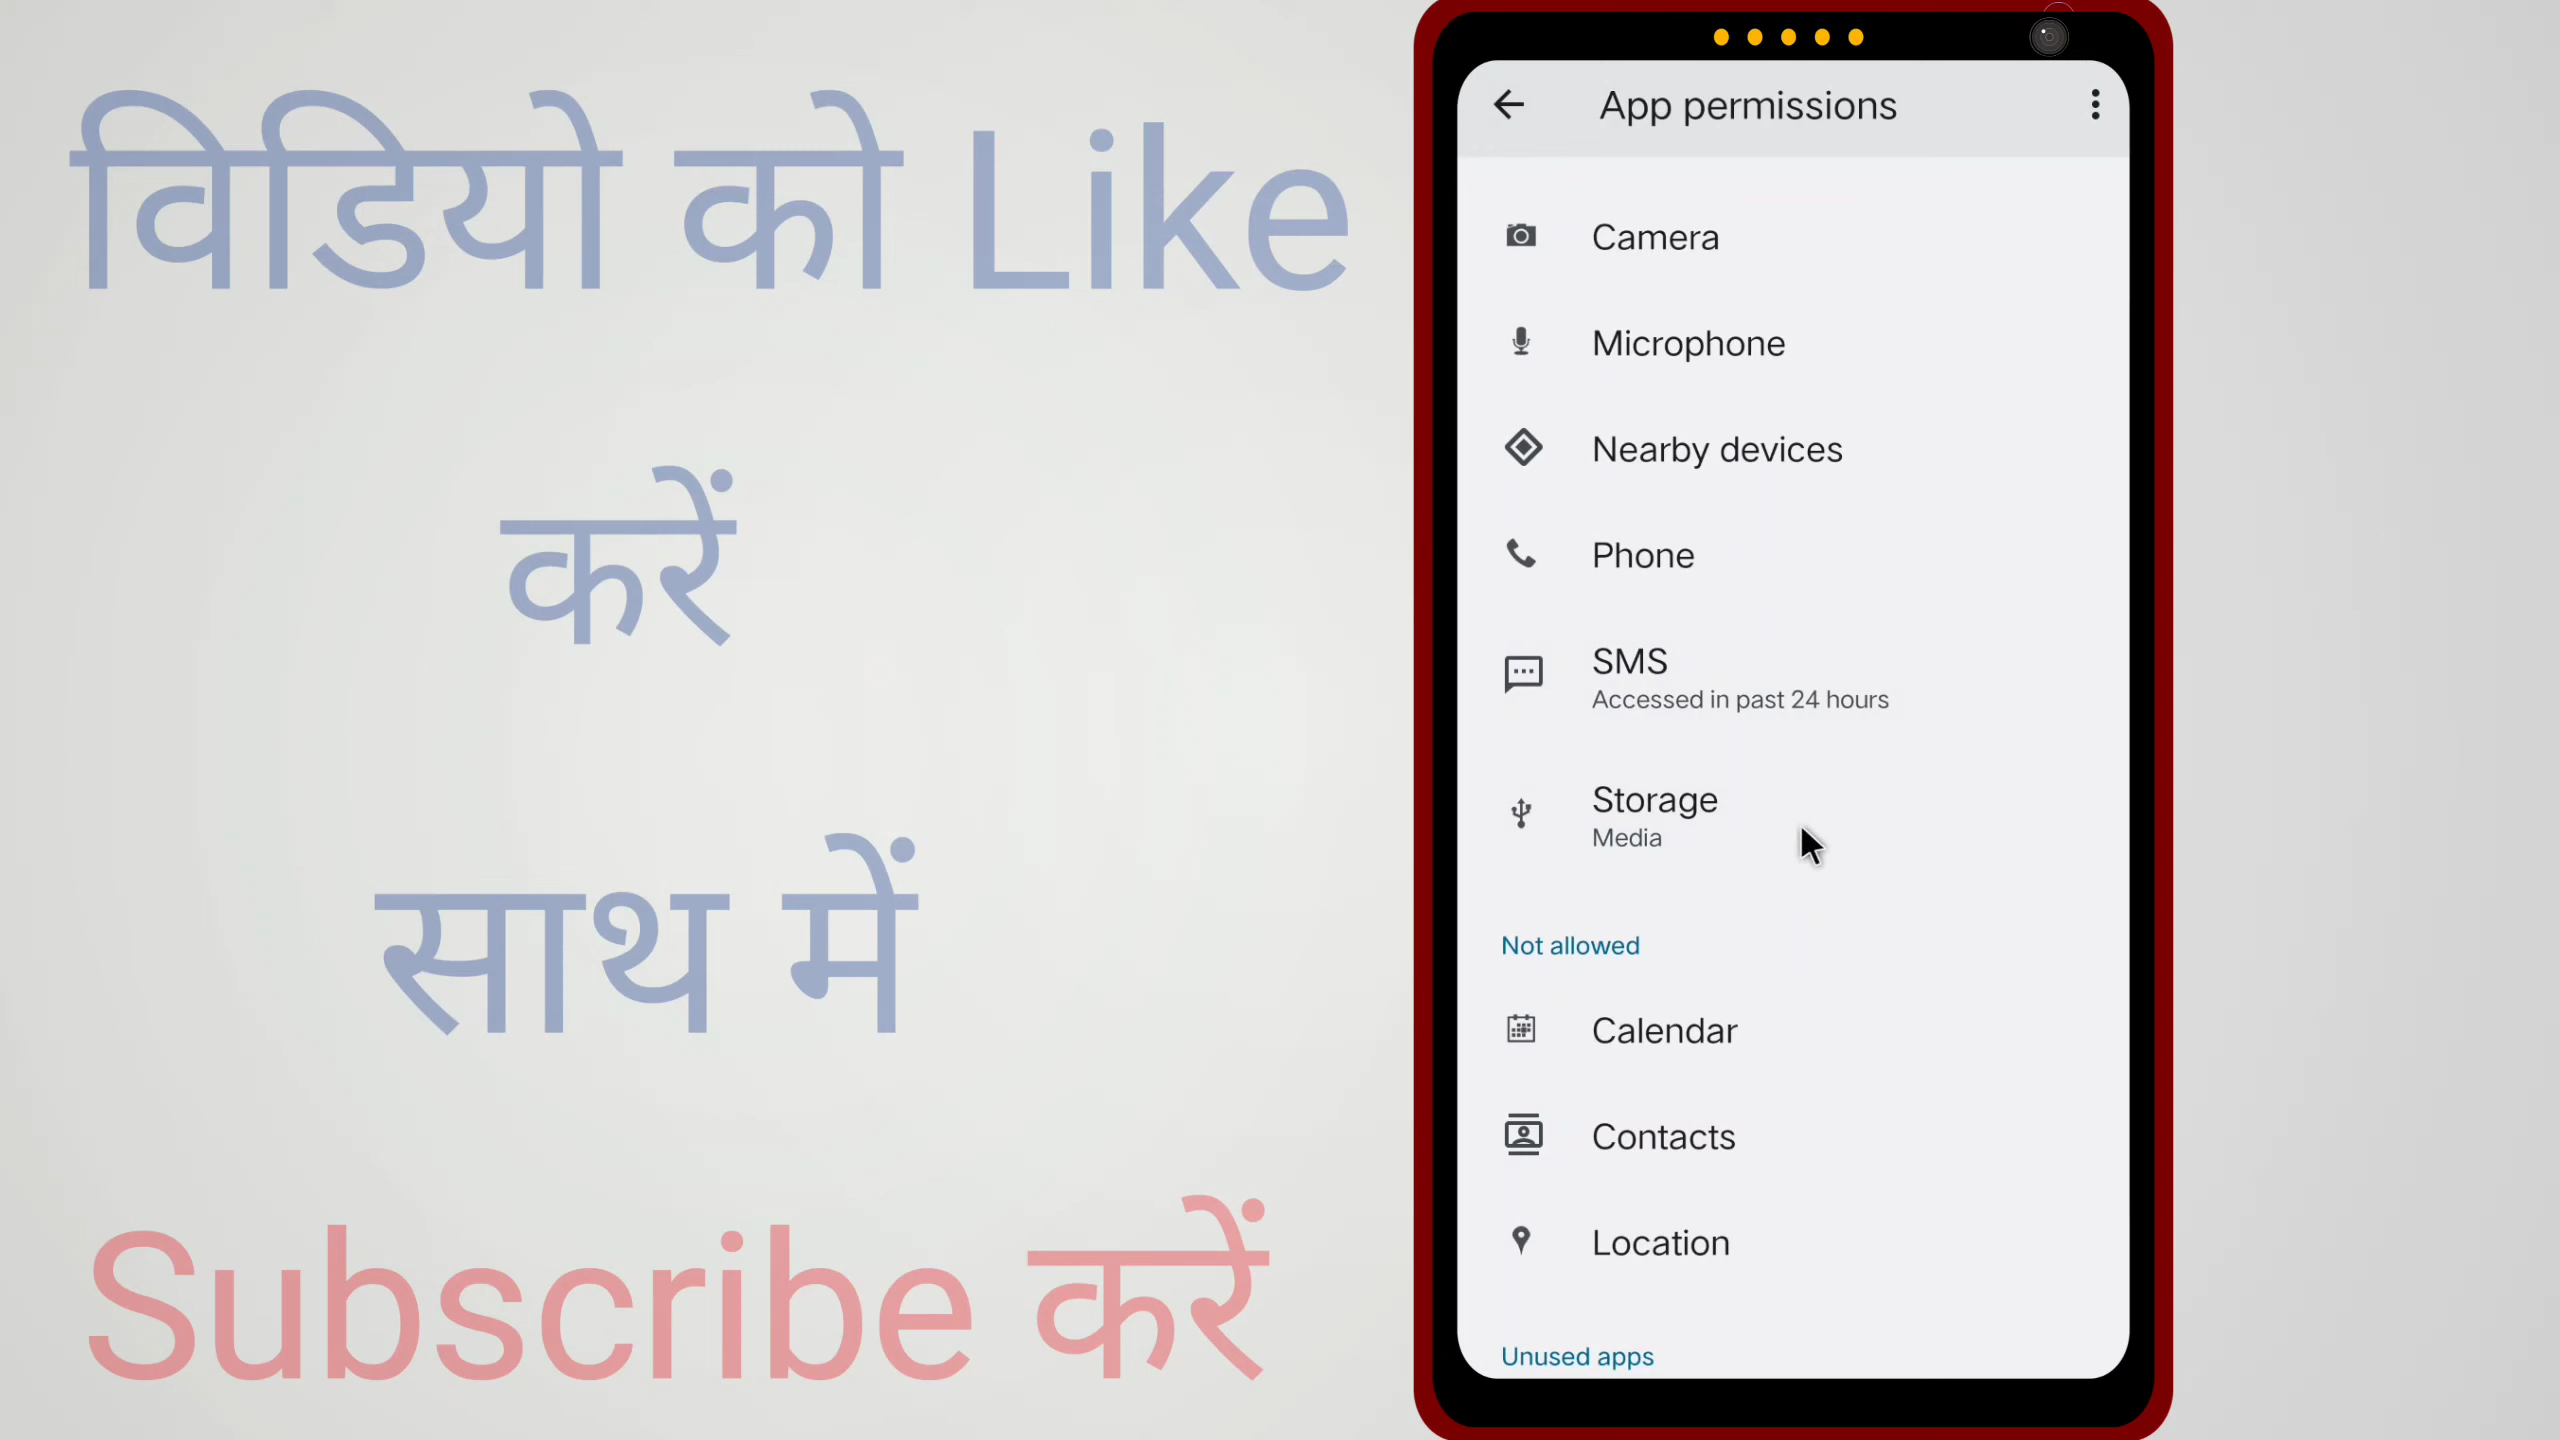 विडियो को Like
करें
साथ में
Subscribe करें
App permissions
Camera
Microphone
Nearby devices
Phone
SMS
Accessed in past 24 hours
Storage
Media
Not allowed
Calendar
Contacts
Location
Unused apps